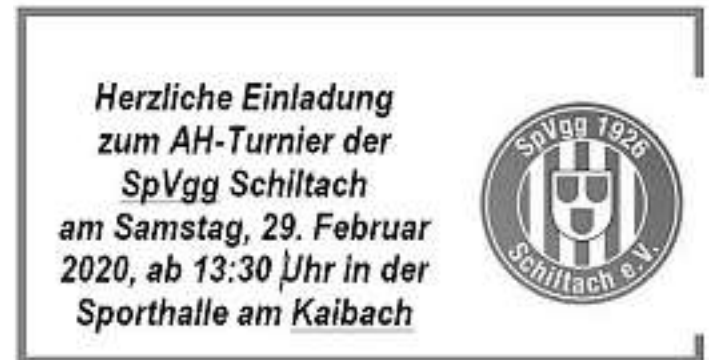 Herzliche Einladung
zum AH-Turnier der
SpVgg Schiltach
am Samstag, 29. Februar
2020, ab 13:30 Uhr in der
Sporthalle am Kaibach
SpVgg 1926
Schiltach e.V.